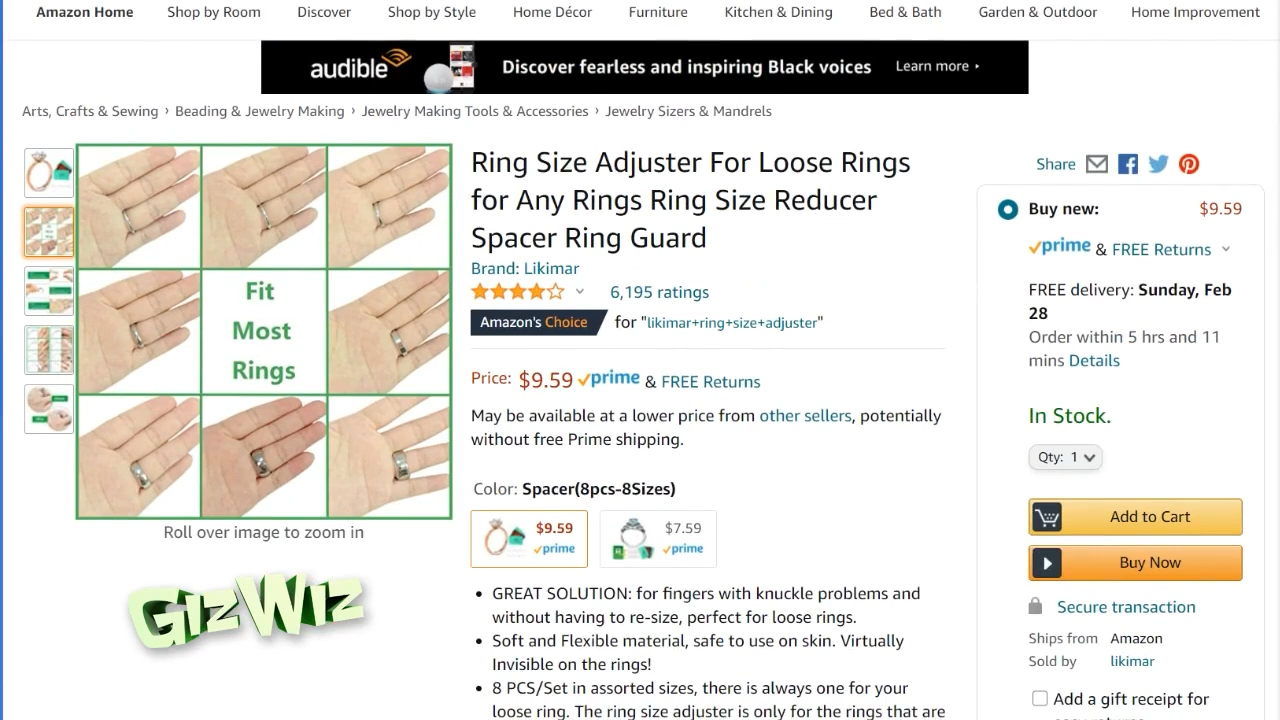 Amazon Home Shop by Room Discover Shop by Style Home Décor Furniture Kitchen & Dining Bed & Bath Garden & Outdoor Home Improvement
audible Discover fearless and inspiring Black voices Learn more ▸
Arts, Crafts & Sewing › Beading & Jewelry Making › Jewelry Making Tools & Accessories › Jewelry Sizers & Mandrels
Fit
Most
Rings
Roll over image to zoom in
GizWiz
Ring Size Adjuster For Loose Rings
for Any Rings Ring Size Reducer
Spacer Ring Guard
Brand: Likimar
6,195 ratings
Amazon's Choice for "likimar+ring+size+adjuster"
Price: $9.59 prime & FREE Returns
May be available at a lower price from other sellers, potentially
without free Prime shipping.
Color: Spacer(8pcs-8Sizes)
$9.59 $7.59
prime prime
• GREAT SOLUTION: for fingers with knuckle problems and
without having to re-size, perfect for loose rings.
• Soft and Flexible material, safe to use on skin. Virtually
Invisible on the rings!
• 8 PCS/Set in assorted sizes, there is always one for your
loose ring. The ring size adjuster is only for the rings that are
Share
Buy new: $9.59
prime & FREE Returns
FREE delivery: Sunday, Feb
28
Order within 5 hrs and 11
mins Details
In Stock.
Qty: 1
Add to Cart
Buy Now
Secure transaction
Ships from Amazon
Sold by likimar
Add a gift receipt for